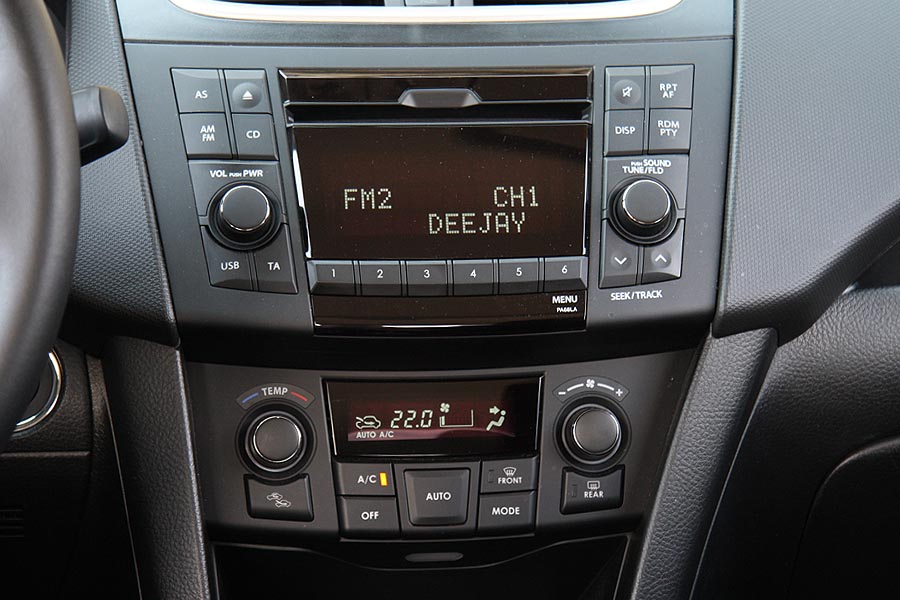 AS
AM
FM
CD
VOL PUSH PWR
USB
TA
FM2 CH1
DEEJAY
1 2 3 4 5 6
MENU
PA66LA
RPT
AF
DISP
RDM
PTY
PUSH SOUND
TUNE/FLD
SEEK/TRACK
TEMP
22.0
AUTO A/C
- +
A/C
OFF
AUTO
FRONT
MODE
REAR